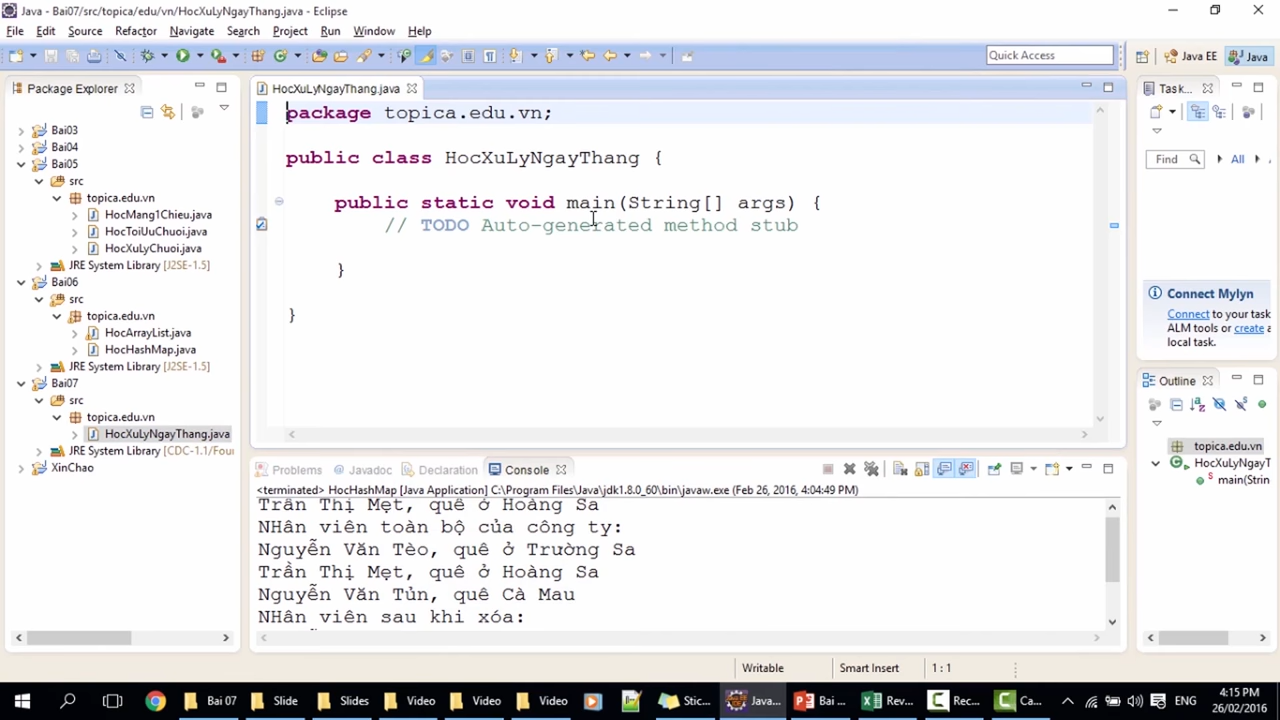 Java - Bai07/src/topica/edu/vn/HocXuLyNgayThang.java - Eclipse
File Edit Source Refactor Navigate Search Project Run Window Help
Quick Access
Java EE
Java
Package Explorer
Bai03
Bai04
Bai05
src
topica.edu.vn
HocMang1Chieu.java
HocToiUuChuoi.java
HocXuLyChuoi.java
JRE System Library [J2SE-1.5]
Bai06
src
topica.edu.vn
HocArrayList.java
HocHashMap.java
JRE System Library [J2SE-1.5]
Bai07
src
topica.edu.vn
HocXuLyNgayThang.java
JRE System Library [CDC-1.1/Foun
XinChao
HocXuLyNgayThang.java
package topica.edu.vn;
public class HocXuLyNgayThang {
public static void main(String[] args) {
// TODO Auto-generated method stub
}
}
Task...
Find
All
Connect Mylyn
Connect to your task
ALM tools or create a
local task.
Outline
topica.edu.vn
HocXuLyNgayT
main(Strin
Problems Javadoc Declaration Console
<terminated> HocHashMap [Java Application] C:\Program Files\Java\jdk1.8.0_60\bin\javaw.exe (Feb 26, 2016, 4:04:49 PM)
Trần Thị Mẹt, quê ở Hoàng Sa
NHân viên toàn bộ của công ty:
Nguyễn Văn Tèo, quê ở Trường Sa
Trần Thị Mẹt, quê ở Hoàng Sa
Nguyễn Văn Tủn, quê Cà Mau
NHân viên sau khi xóa:
Writable
Smart Insert
1 : 1
Bai 07
Slide
Slides
Video
Video
Video
Stic...
Java...
Bai ...
Rev...
Rec...
Ca...
ENG
4:15 PM
26/02/2016